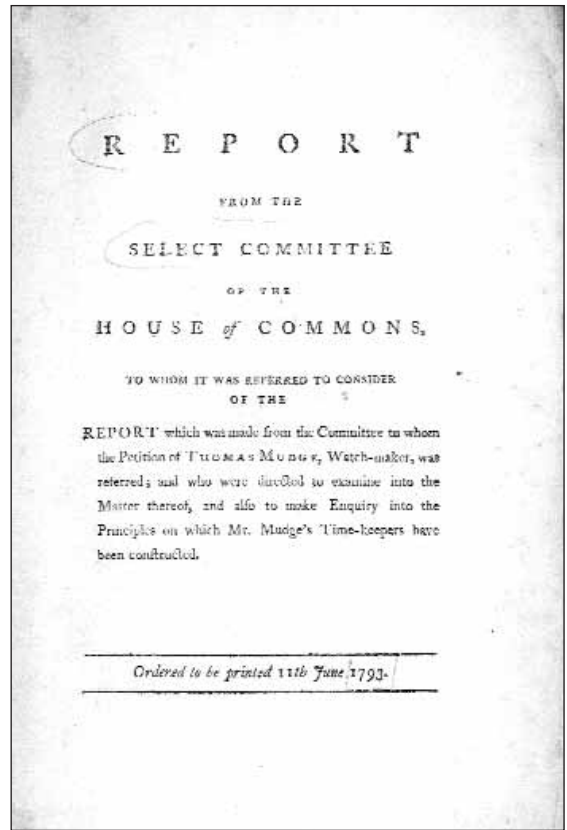 REPORT
FROM THE
SELECT COMMITTEE
OF THE
HOUSE of COMMONS,
TO WHOM IT WAS REFERRED TO CONSIDER
OF THE
REPORT which was made from the Committee to whom
the Petition of THOMAS MUDGE, Watch-maker, was
referred; and who were directed to examine into the
Matter thereof, and also to make Enquiry into the
Principles on which Mr. Mudge's Time-keepers have
been constructed.
Ordered to be printed 11th June 1793.